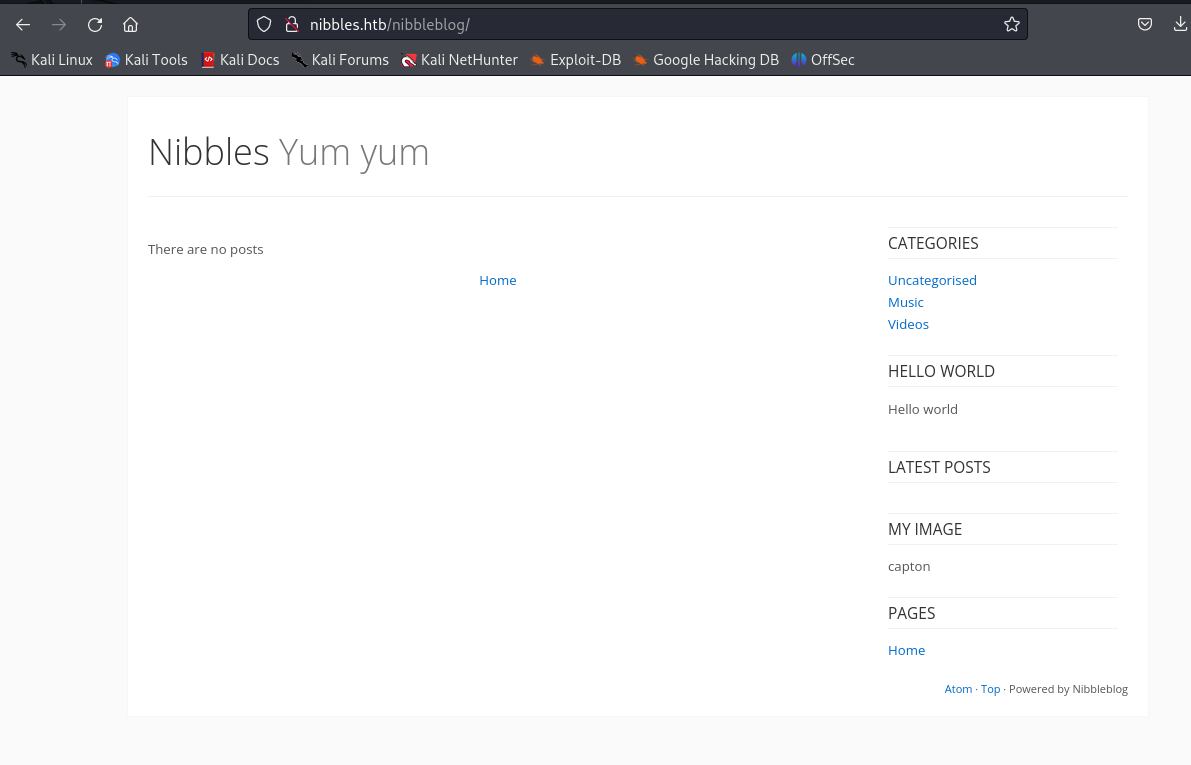 nibbles.htb/nibbleblog/
Kali Linux Kali Tools Kali Docs Kali Forums Kali NetHunter Exploit-DB Google Hacking DB OffSec
Nibbles Yum yum
There are no posts
Home
CATEGORIES
Uncategorised
Music
Videos
HELLO WORLD
Hello world
LATEST POSTS
MY IMAGE
capton
PAGES
Home
Atom · Top · Powered by Nibbleblog